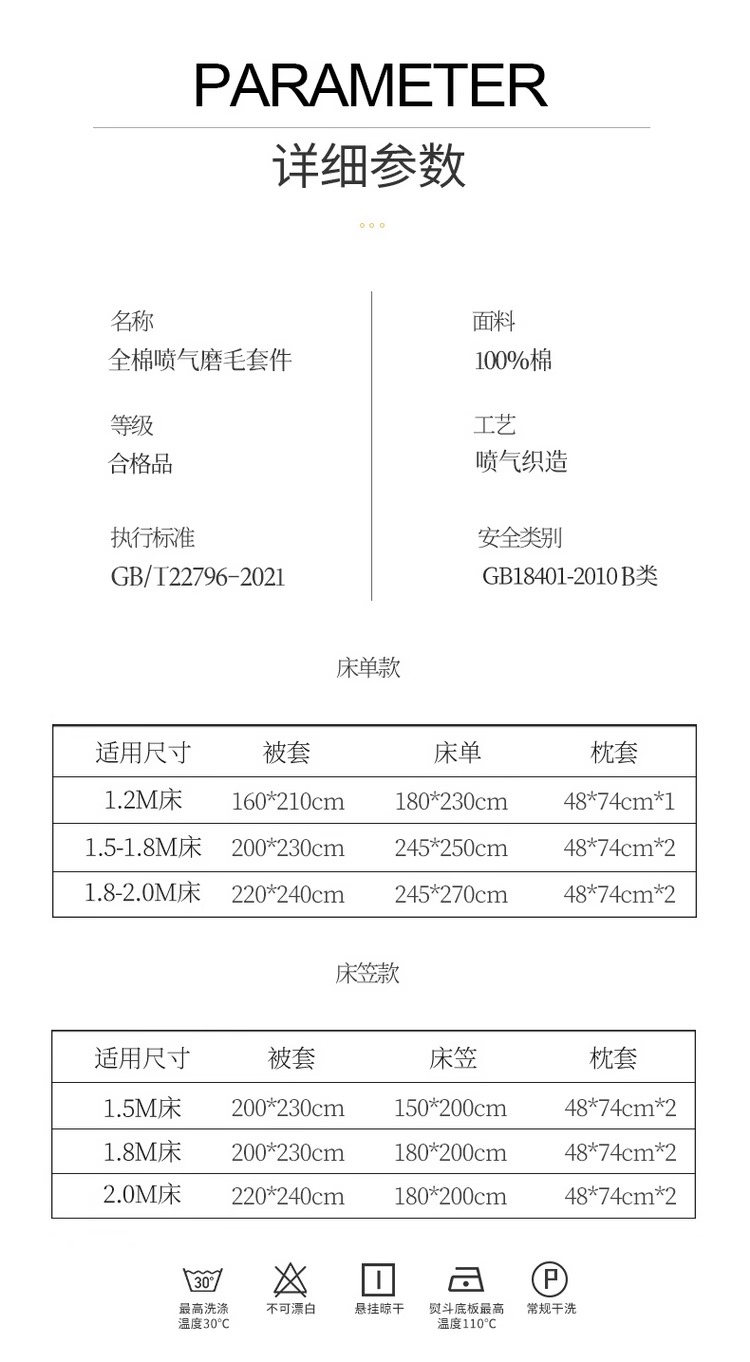 PARAMETER
详细参数
名称
全棉喷气磨毛套件
等级
合格品
执行标准
GB/T22796-2021
面料
100%棉
工艺
喷气织造
安全类别
GB18401-2010 B类
床单款
适用尺寸 被套 床单 枕套
1.2M床 160*210cm 180*230cm 48*74cm*1
1.5-1.8M床 200*230cm 245*250cm 48*74cm*2
1.8-2.0M床 220*240cm 245*270cm 48*74cm*2
床笠款
适用尺寸 被套 床笠 枕套
1.5M床 200*230cm 150*200cm 48*74cm*2
1.8M床 200*230cm 180*200cm 48*74cm*2
2.0M床 220*240cm 180*200cm 48*74cm*2
30°
P
最高洗涤
温度30℃
不可漂白
悬挂晾干
熨斗底板最高
温度110℃
常规干洗